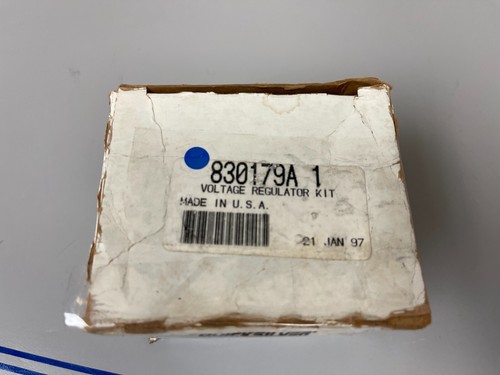 830179A 1
VOLTAGE REGULATOR KIT
MADE IN U.S.A.
21 JAN 97